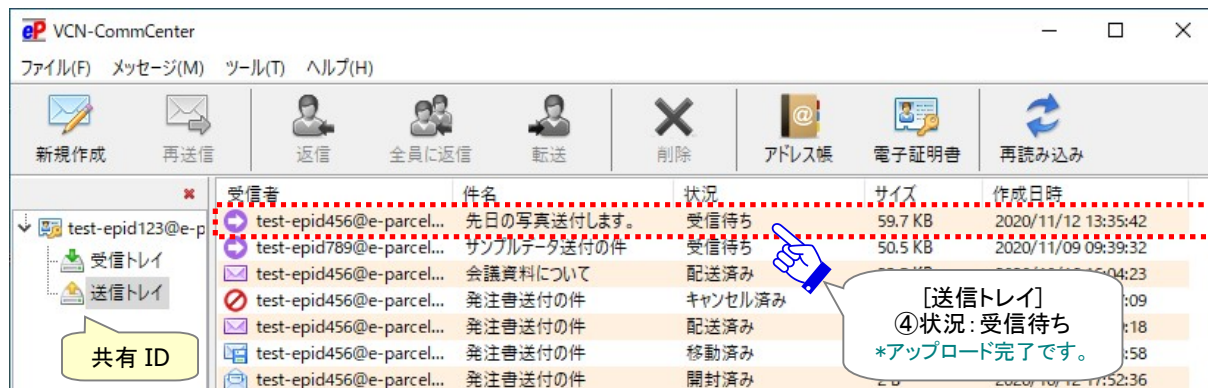 eP VCN-CommCenter
ファイル(F) メッセージ(M) ツール(T) ヘルプ(H)
新規作成 再送信 返信 全員に返信 転送 削除 アドレス帳 電子証明書 再読み込み
受信者 件名 状況 サイズ 作成日時
test-epid123@e-p
受信トレイ
送信トレイ
共有 ID
test-epid456@e-parcel... 先日の写真送付します。 受信待ち 59.7 KB 2020/11/12 13:35:42
test-epid789@e-parcel... サンプルテータ送付の件 受信待ち 50.5 KB 2020/11/09 09:39:32
test-epid456@e-parcel... 会議資料について 配送済み :04:23
test-epid456@e-parcel... 発注書送付の件 キャンセル済み :09
test-epid456@e-parcel... 発注書送付の件 配送済み :18
test-epid456@e-parcel... 発注書送付の件 移動済み :58
test-epid456@e-parcel... 発注書送付の件 開封済み :52:36
[送信トレイ]
④状況：受信待ち
*アップロード完了です。